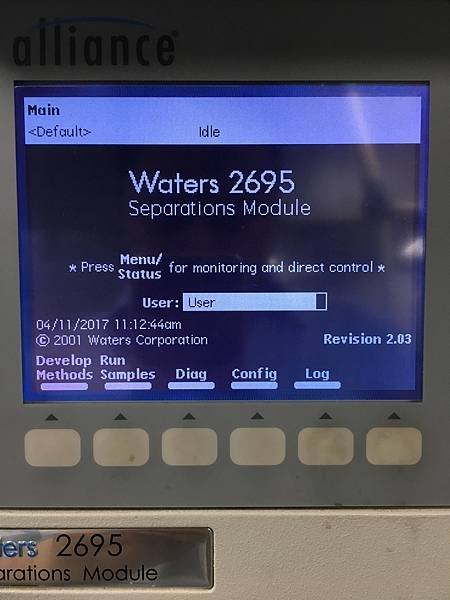 alliance®
Main
<Default> Idle
Waters 2695
Separations Module
* Press Menu/Status for monitoring and direct control *
User: User
04/11/2017 11:12:44am
© 2001 Waters Corporation Revision 2.03
Develop Methods Run Samples Diag Config Log
2695
Module